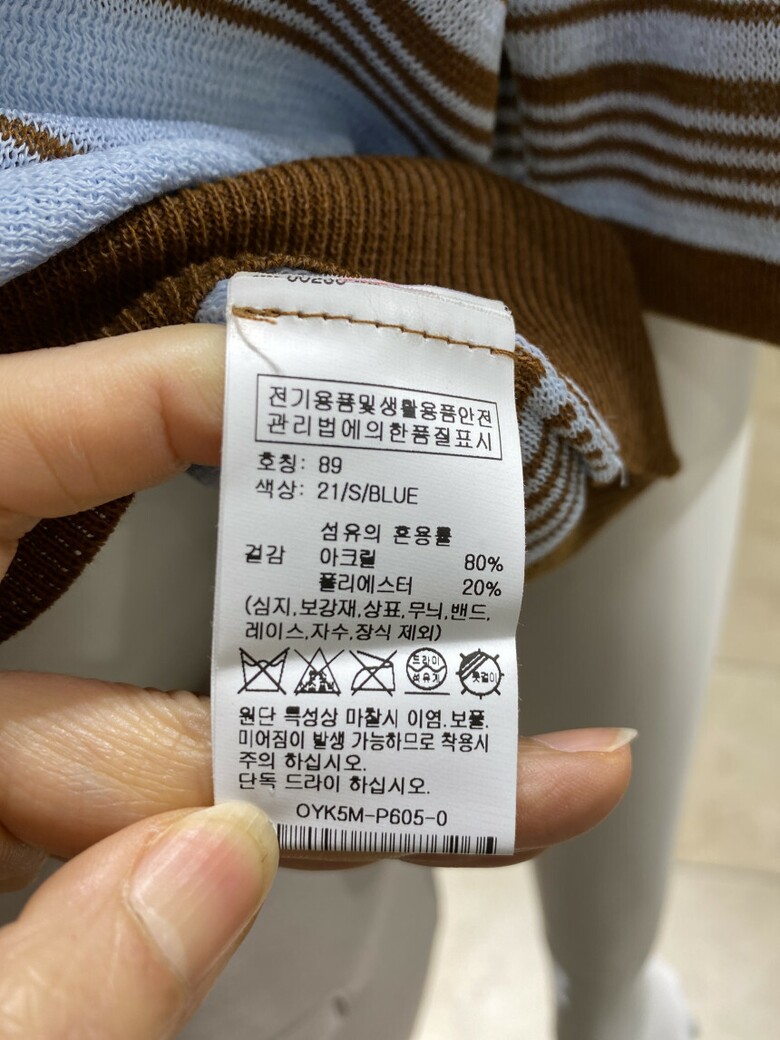 전기용품및생활용품안전
관리법에의한품질표시
호칭: 89
색상: 21/S/BLUE
섬유의 혼용률
겉감 아크릴 80%
폴리에스터 20%
(심지,보강재,상표,무늬,밴드,
레이스,자수,장식 제외)
드라이
석유계
옷걸이
원단 특성상 마찰시 이염.보풀.
미어짐이 발생 가능하므로 착용시
주의 하십시오.
단독 드라이 하십시오.
OYK5M-P605-0